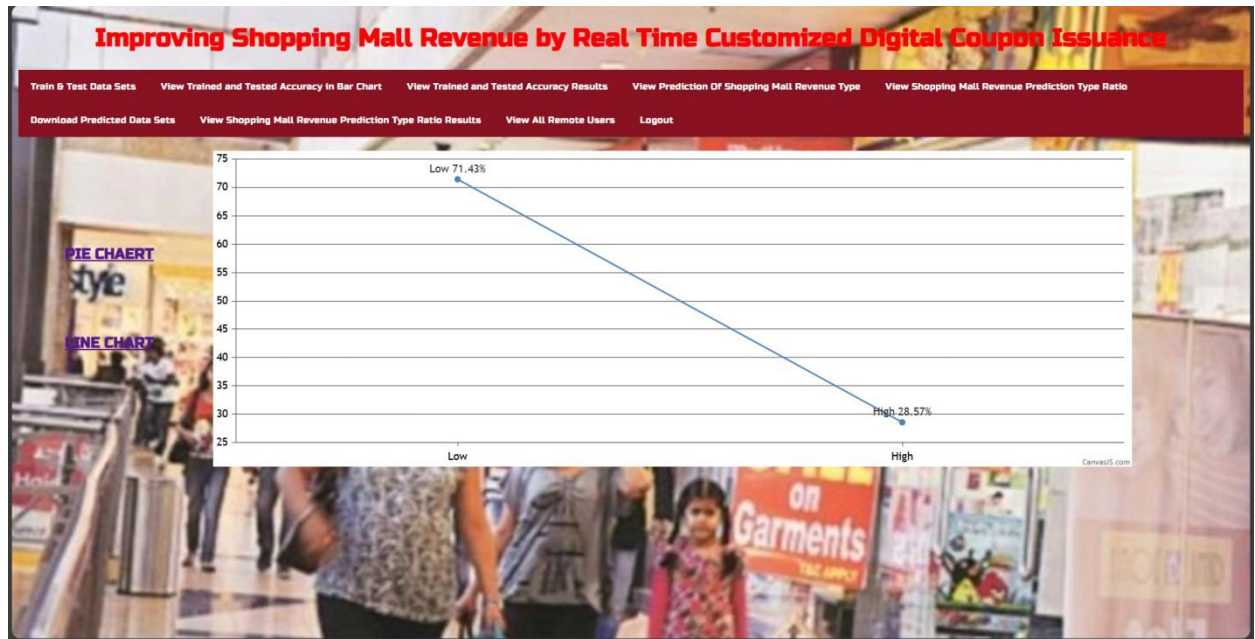 Improving Shopping Mall Revenue by Real Time Customized Digital Coupon Issuance
Train & Test Data Sets View Trained and Tested Accuracy in Bar Chart View Trained and Tested Accuracy Results View Prediction Of Shopping Mall Revenue Type View Shopping Mall Revenue Prediction Type Ratio
Download Predicted Data Sets View Shopping Mall Revenue Prediction Type Ratio Results View All Remote Users Logout
75
Low 71.43%
70
65
60
PIE CHAERT
style
55
50
45
LINE CHART
40
35
30
High 28.57%
25
Low High
CanvasJS.com
on
Garments
T&C APPLY